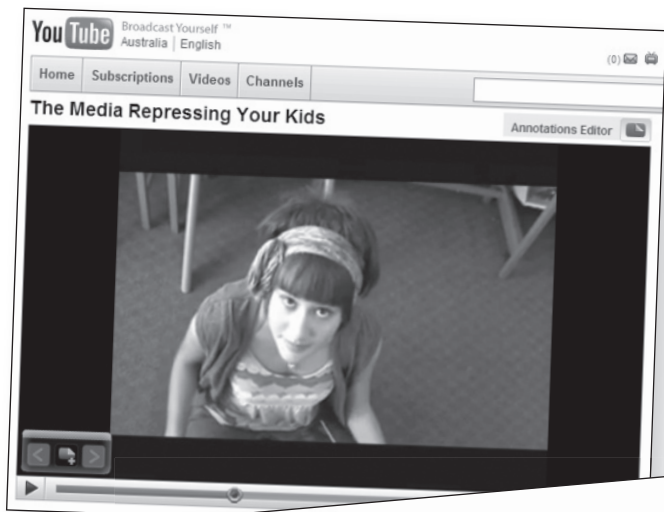 You Tube Broadcast Yourself ™
Australia | English
(0)
Home Subscriptions Videos Channels
The Media Repressing Your Kids
Annotations Editor